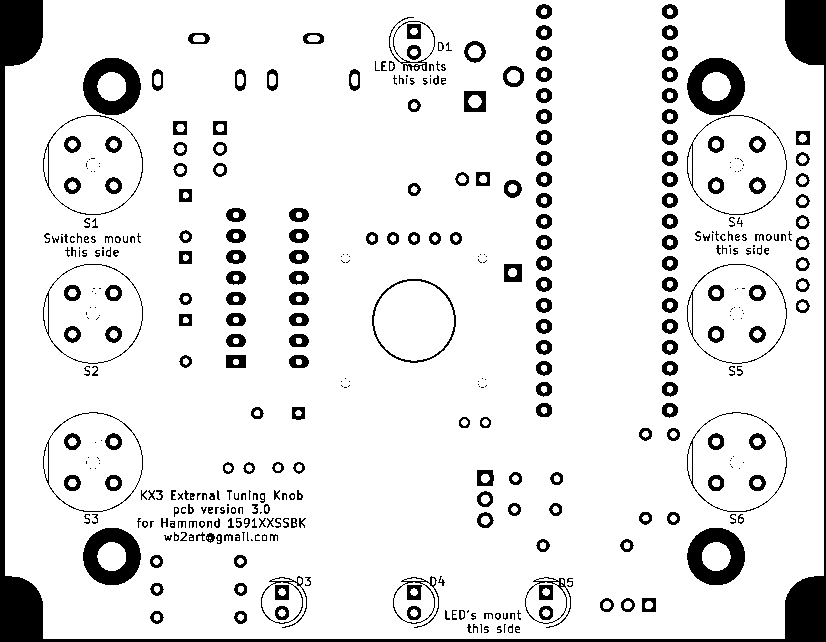 D1
LED mounts
this side
S1
Switches mount
this side
S4
Switches mount
this side
S2
S5
KX3 External Tuning Knob
pcb version 3.0
for Hammond 1591XXSSBK
wb2art@gmail.com
S3
S6
D3
D4
D5
LED's mount
this side